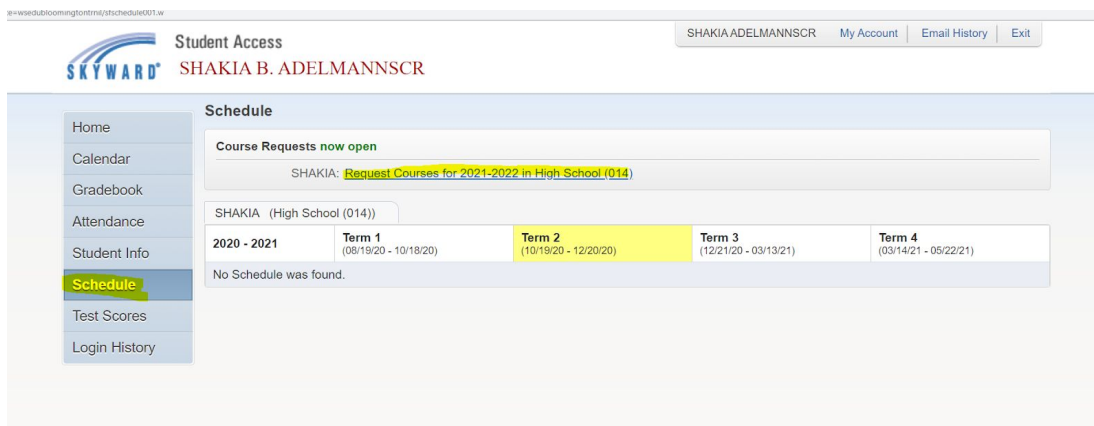 te=wsedubloomingtontrnil/sfschedule001.w
SKYWARD®
Student Access
SHAKIA B. ADELMANNSCR
SHAKIA ADELMANNSCR My Account Email History Exit
Home
Calendar
Gradebook
Attendance
Student Info
Schedule
Test Scores
Login History
Schedule
Course Requests now open
SHAKIA: Request Courses for 2021-2022 in High School (014)
SHAKIA (High School (014))
2020 - 2021
Term 1
(08/19/20 - 10/18/20)
Term 2
(10/19/20 - 12/20/20)
Term 3
(12/21/20 - 03/13/21)
Term 4
(03/14/21 - 05/22/21)
No Schedule was found.